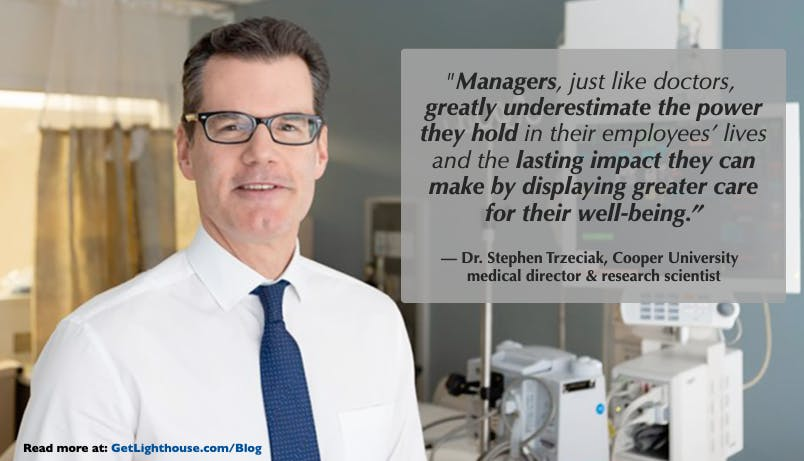 "Managers, just like doctors,
greatly underestimate the power
they hold in their employees’ lives
and the lasting impact they can
make by displaying greater care
for their well-being.”
— Dr. Stephen Trzeciak, Cooper University
medical director & research scientist
Read more at: GetLighthouse.com/Blog